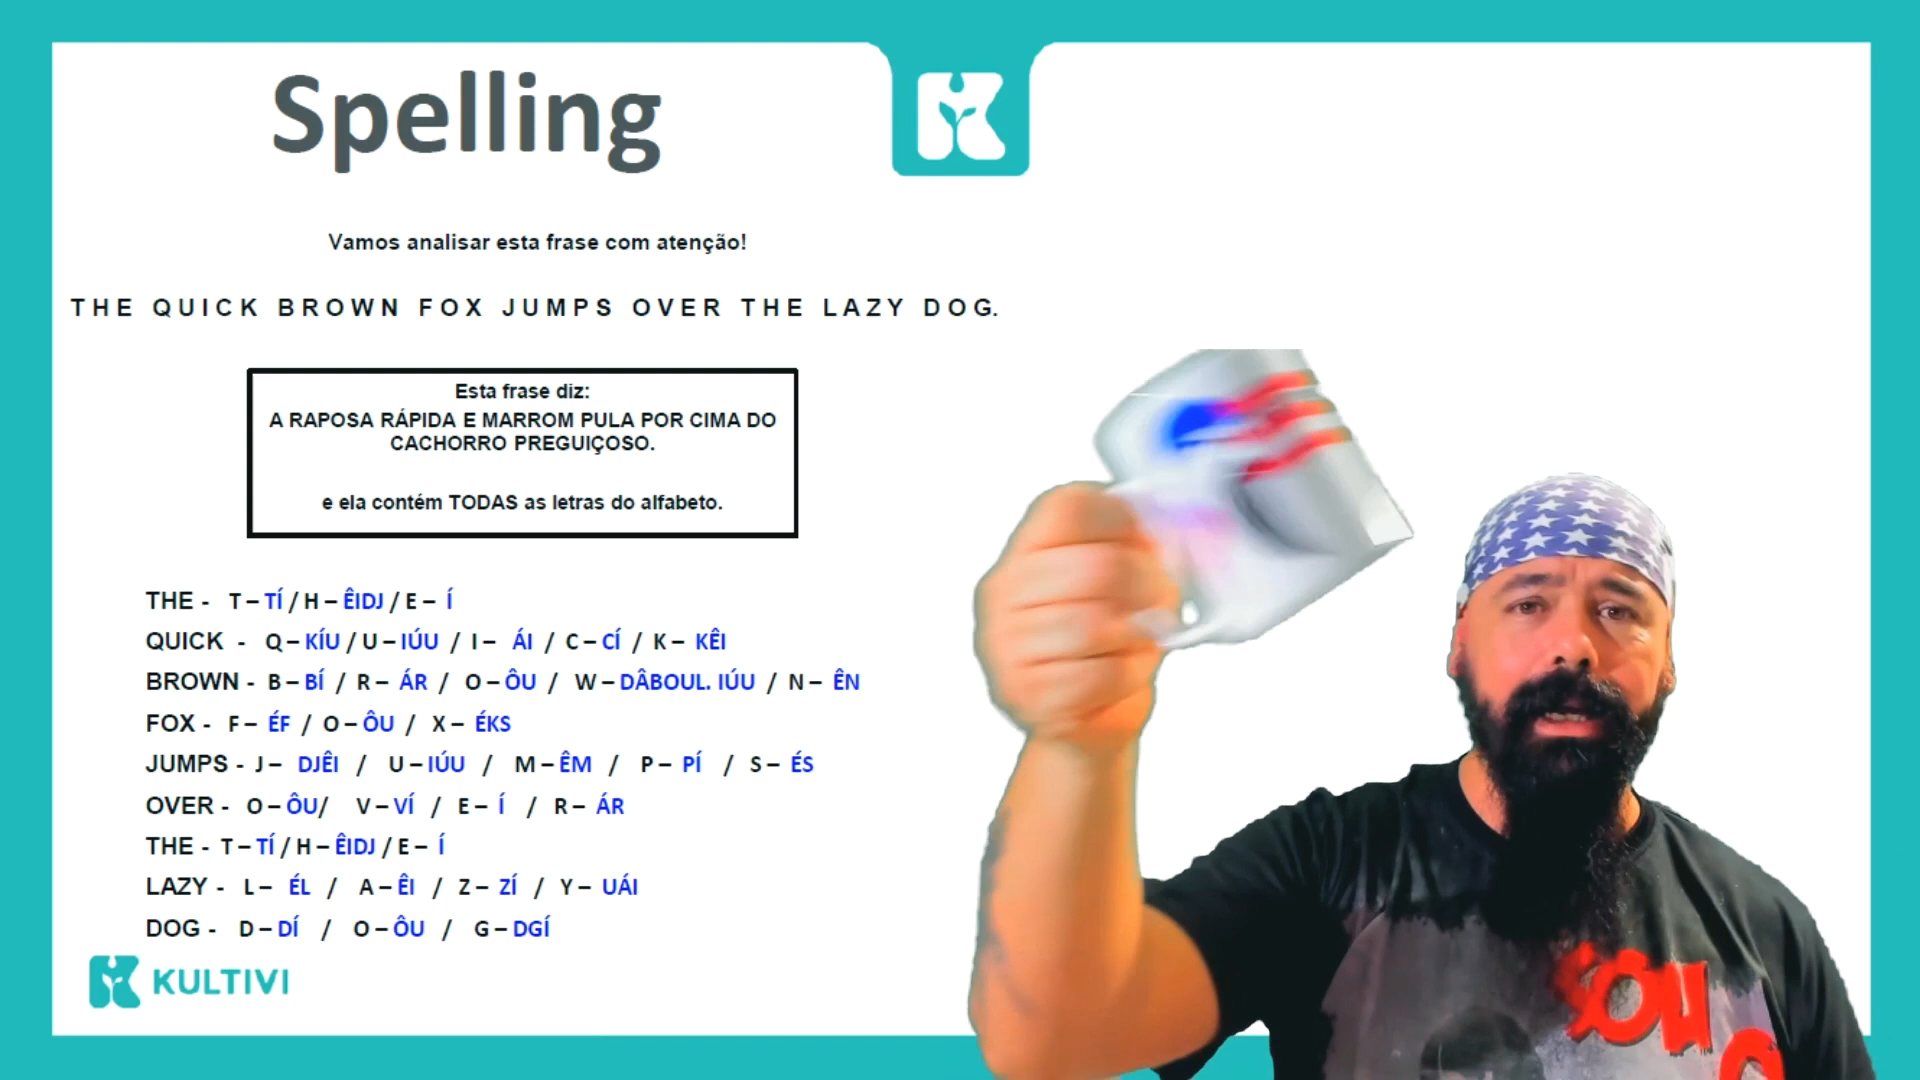 Spelling
Vamos analisar esta frase com atenção!
THE QUICK BROWN FOX JUMPS OVER THE LAZY DOG.
Esta frase diz:
A RAPOSA RÁPIDA E MARROM PULA POR CIMA DO
CACHORRO PREGUIÇOSO.
e ela contém TODAS as letras do alfabeto.
THE - T – TÍ / H – ÊIDJ / E – Í
QUICK - Q – KÍU / U – IÚU / I – ÁI / C – CÍ / K – KÊI
BROWN - B – BÍ / R – ÁR / O – ÔU / W – DÂBOUL. IÚU / N – ÊN
FOX - F – ÉF / O – ÔU / X – ÉKS
JUMPS - J – DJÊI / U – IÚU / M – ÊM / P – PÍ / S – ÉS
OVER - O – ÔU/ V – VÍ / E – Í / R – ÁR
THE - T – TÍ / H – ÊIDJ / E – Í
LAZY - L – ÉL / A – ÊI / Z – ZÍ / Y – UÁI
DOG - D – DÍ / O – ÔU / G – DGÍ
KULTIVI